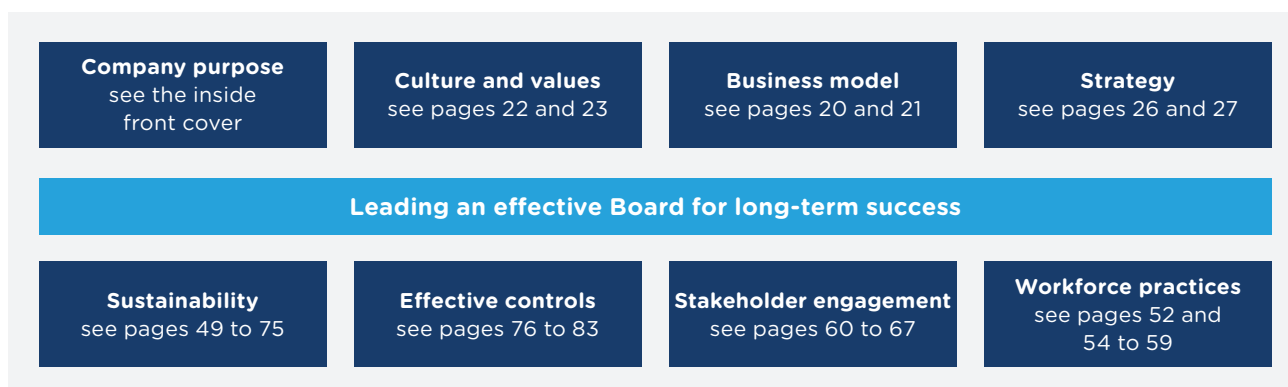 Company purpose
see the inside
front cover
Culture and values
see pages 22 and 23
Business model
see pages 20 and 21
Strategy
see pages 26 and 27
Leading an effective Board for long-term success
Sustainability
see pages 49 to 75
Effective controls
see pages 76 to 83
Stakeholder engagement
see pages 60 to 67
Workforce practices
see pages 52 and
54 to 59